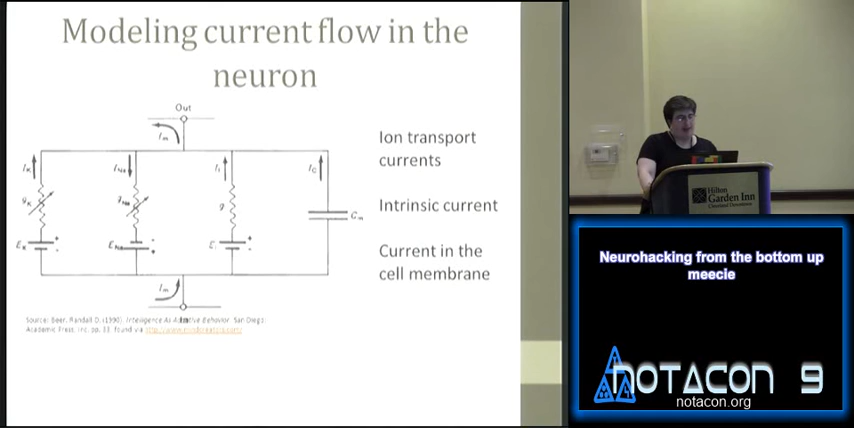 Modeling current flow in the
neuron
Out
Ion transport
currents
Intrinsic current
Current in the
cell membrane
Source: Beer, Randall D. (1990). Intelligence As Adaptive Behavior. San Diego:
Academic Press, Inc. pp. 33. found via
Hilton
Garden Inn
Neurohacking from the bottom up
meecie
NOTACON 9
notacon.org